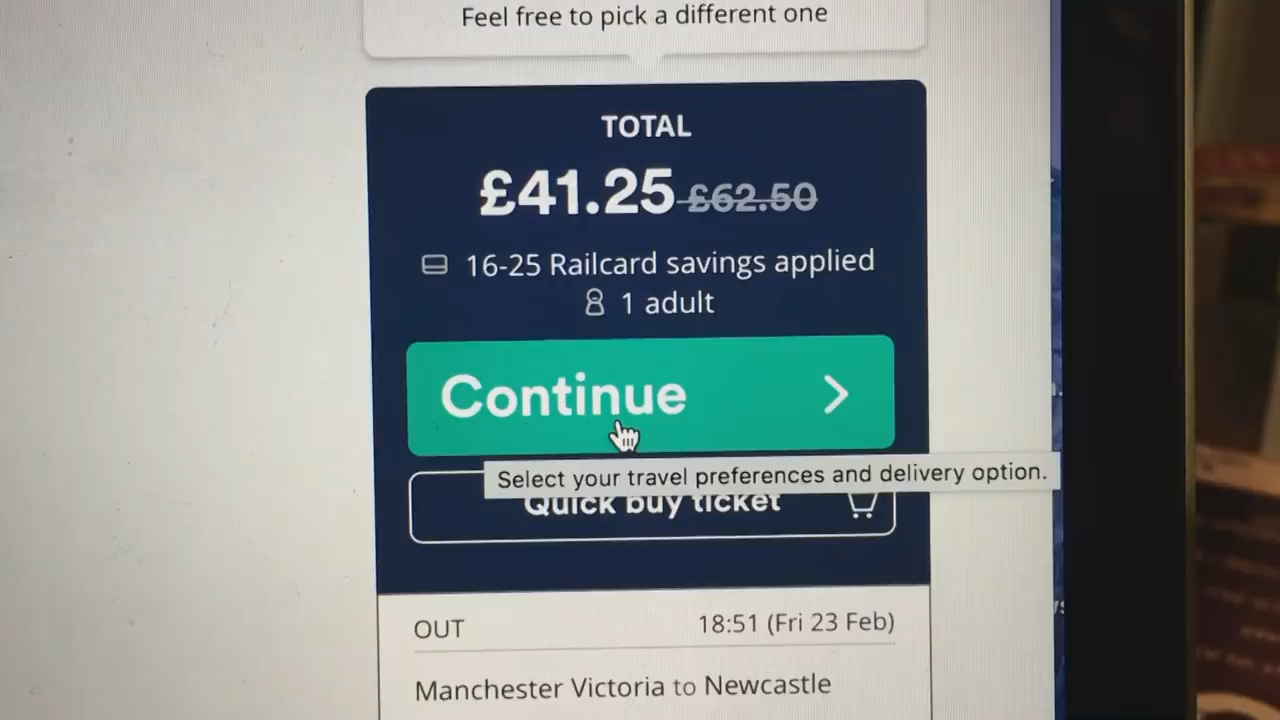 Feel free to pick a different one
TOTAL
£41.25 £62.50
16-25 Railcard savings applied
1 adult
Continue
Select your travel preferences and delivery option.
Quick buy ticket
OUT 18:51 (Fri 23 Feb)
Manchester Victoria to Newcastle